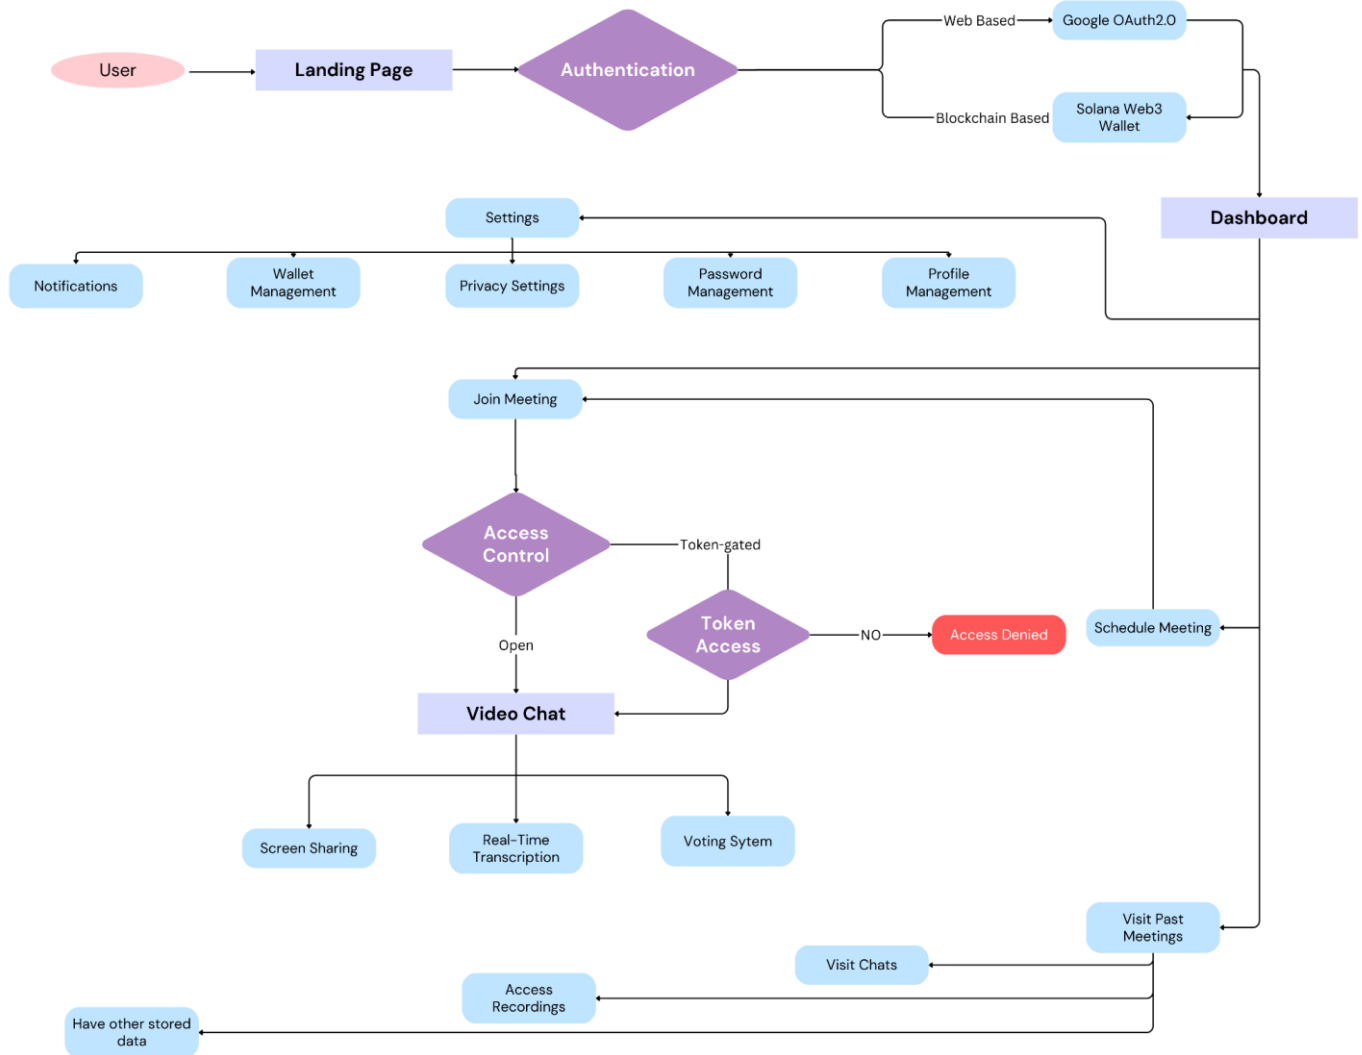 User
Landing Page
Authentication
Web Based
Google OAuth2.0
Blockchain Based
Solana Web3
Wallet
Dashboard
Settings
Notifications
Wallet
Management
Privacy Settings
Password
Management
Profile
Management
Join Meeting
Access
Control
Token-gated
Token
Access
NO
Access Denied
Schedule Meeting
Open
Video Chat
Screen Sharing
Real-Time
Transcription
Voting Sytem
Visit Past
Meetings
Visit Chats
Access
Recordings
Have other stored
data